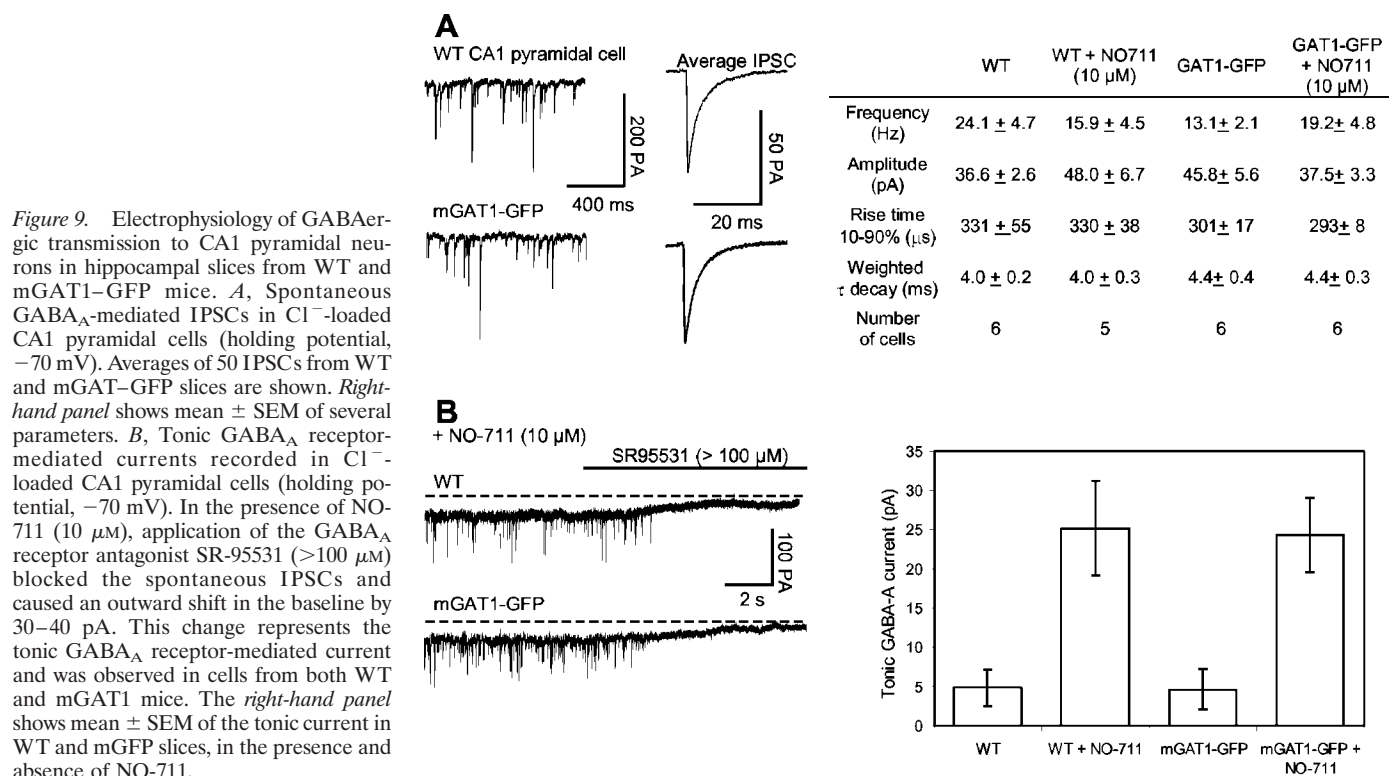 Figure 9. Electrophysiology of GABAer-
gic transmission to CA1 pyramidal neu-
rons in hippocampal slices from WT and
mGAT1–GFP mice. A, Spontaneous
GABAA-mediated IPSCs in Cl−-loaded
CA1 pyramidal cells (holding potential,
−70 mV). Averages of 50 IPSCs from WT
and mGAT–GFP slices are shown. Right-
hand panel shows mean ± SEM of several
parameters. B, Tonic GABAA receptor-
mediated currents recorded in Cl−-
loaded CA1 pyramidal cells (holding po-
tential, −70 mV). In the presence of NO-
711 (10 μM), application of the GABAA
receptor antagonist SR-95531 (>100 μM)
blocked the spontaneous IPSCs and
caused an outward shift in the baseline by
30–40 pA. This change represents the
tonic GABAA receptor-mediated current
and was observed in cells from both WT
and mGAT1 mice. The right-hand panel
shows mean ± SEM of the tonic current in
WT and mGFP slices, in the presence and
absence of NO-711.
A
WT CA1 pyramidal cell
Average IPSC
200 PA
50 PA
400 ms
20 ms
mGAT1-GFP
WT
WT + NO711
(10 μM)
GAT1-GFP
GAT1-GFP
+ NO711
(10 μM)
Frequency
(Hz)
24.1 ± 4.7 15.9 ± 4.5 13.1± 2.1 19.2± 4.8
Amplitude
(pA)
36.6 ± 2.6 48.0 ± 6.7 45.8± 5.6 37.5± 3.3
Rise time
10-90% (μs)
331 ±55 330 ± 38 301± 17 293± 8
Weighted
τ decay (ms)
4.0 ± 0.2 4.0 ± 0.3 4.4± 0.4 4.4± 0.3
Number
of cells
6 5 6 6
B
+ NO-711 (10 μM)
SR95531 (> 100 μM)
WT
100 PA
2 s
mGAT1-GFP
Tonic GABA-A current (pA)
35
30
25
20
15
10
5
0
WT
WT + NO-711
mGAT1-GFP
mGAT1-GFP +
NO-711